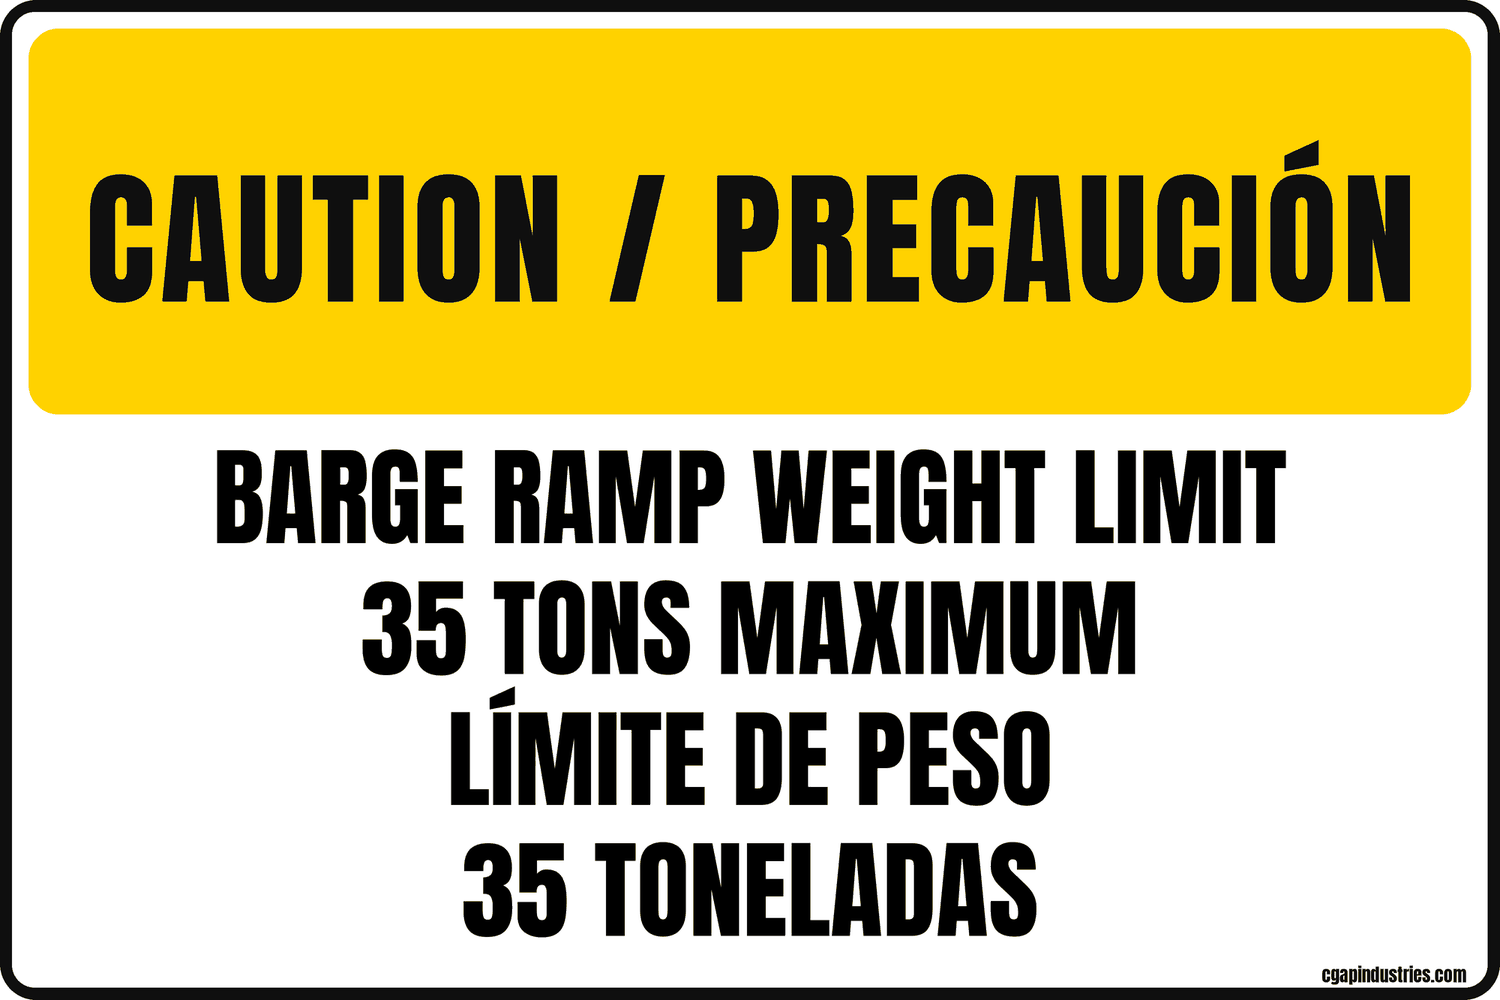 CAUTION / PRECAUCIÓN
BARGE RAMP WEIGHT LIMIT
35 TONS MAXIMUM
LÍMITE DE PESO
35 TONELADAS
cgapindustries.com